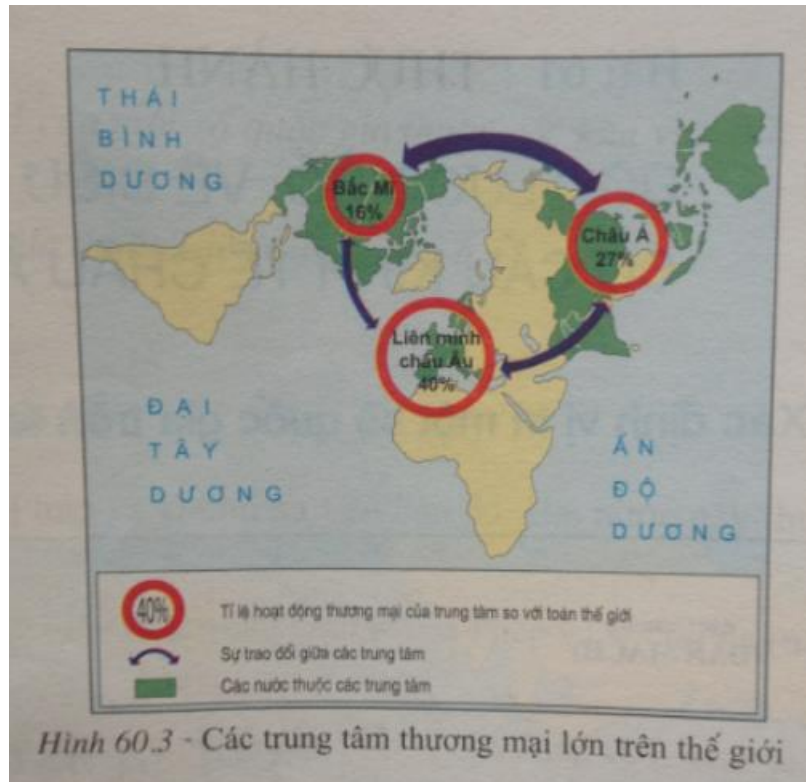 THÁI
BÌNH
DƯƠNG
Bắc Mĩ
16%
Châu Á
27%
Liên minh
châu Âu
40%
ĐẠI
TÂY
DƯƠNG
ẤN
ĐỘ
DƯƠNG
40%
Tỉ lệ hoạt động thương mại của trung tâm so với toàn thế giới
Sự trao đổi giữa các trung tâm
Các nước thuộc các trung tâm
Hình 60.3 - Các trung tâm thương mại lớn trên thế giới